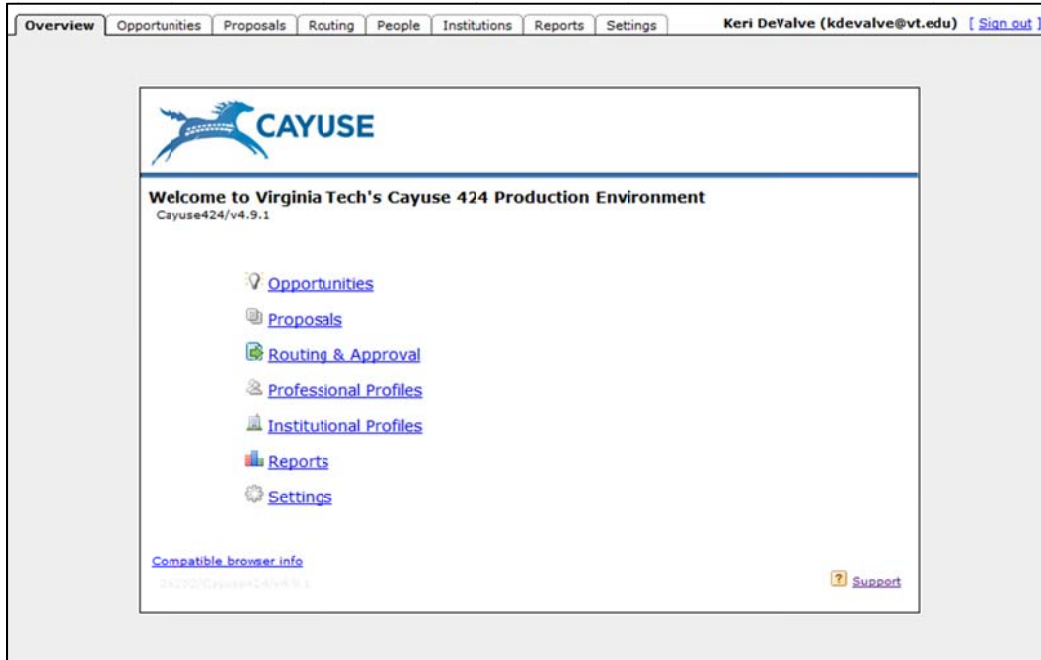 Overview Opportunities Proposals Routing People Institutions Reports Settings Keri DeValve (kdevalve@vt.edu) [ Sign out ]
CAYUSE
Welcome to Virginia Tech's Cayuse 424 Production Environment
Cayuse424/v4.9.1
Opportunities
Proposals
Routing & Approval
Professional Profiles
Institutional Profiles
Reports
Settings
Compatible browser info
Support